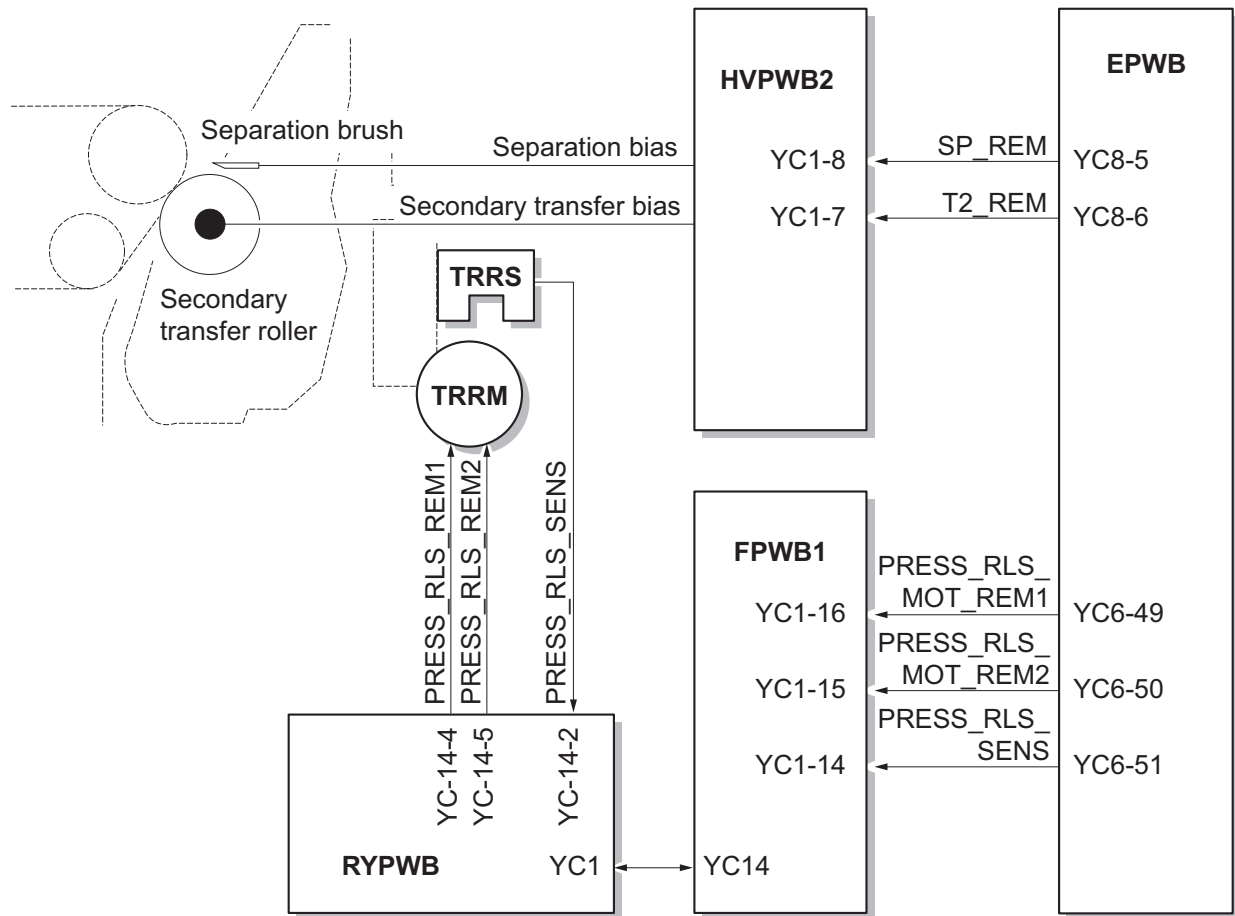 HVPWB2
EPWB
Separation brush
Separation bias
YC1-8
SP_REM
YC8-5
Secondary transfer bias
YC1-7
T2_REM
YC8-6
TRRS
Secondary
transfer roller
TRRM
PRESS_RLS_REM1
PRESS_RLS_REM2
PRESS_RLS_SENS
FPWB1
PRESS_RLS_
MOT_REM1
YC1-16
YC6-49
PRESS_RLS_
MOT_REM2
YC1-15
YC6-50
PRESS_RLS_
SENS
YC1-14
YC6-51
YC-14-4
YC-14-5
YC-14-2
RYPWB
YC1
YC14